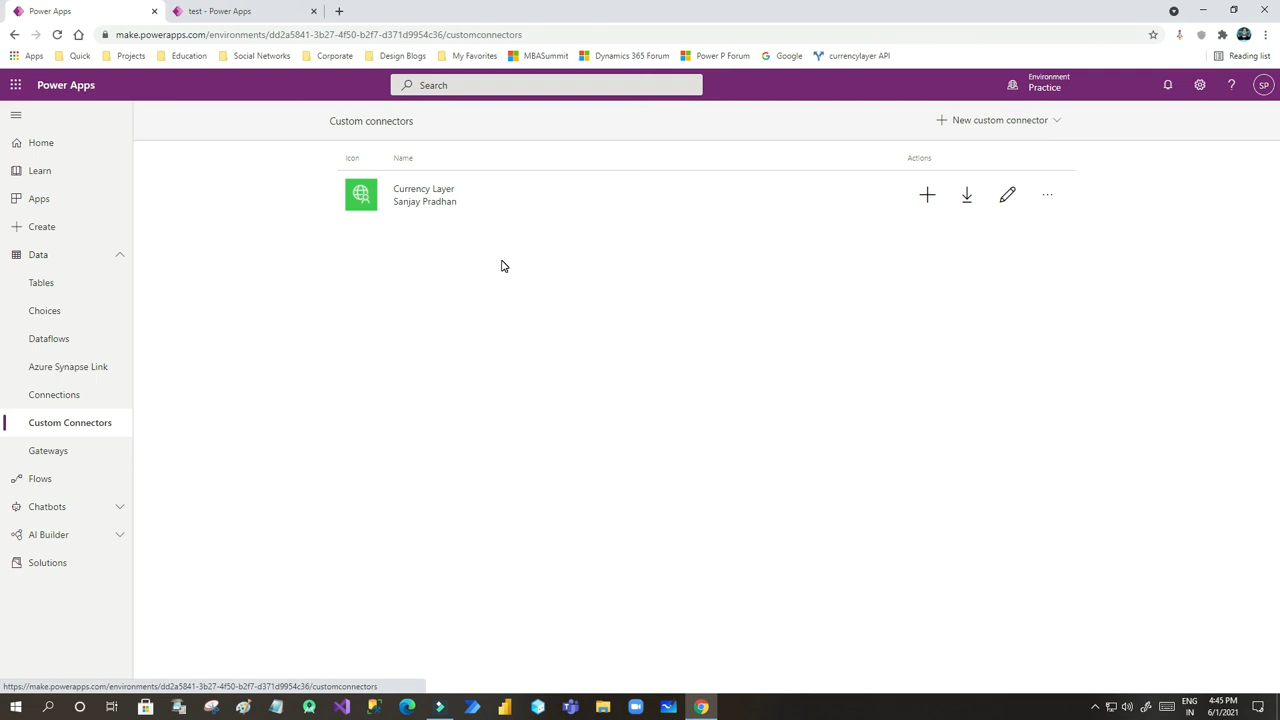 Power Apps
test - Power Apps
make.powerapps.com/environments/dd2a5841-3b27-4f50-b2f7-d371d9954c36/customconnectors
Apps
Quick
Projects
Education
Social Networks
Corporate
Design Blogs
My Favorites
MBASummit
Dynamics 365 Forum
Power P Forum
Google
currencylayer API
Reading list
Power Apps
Search
Environment
Practice
?
SP
Home
Learn
Apps
Create
Data
Tables
Choices
Dataflows
Azure Synapse Link
Connections
Custom Connectors
Gateways
Flows
Chatbots
AI Builder
Solutions
Custom connectors
New custom connector
Icon Name Actions
Currency Layer
Sanjay Pradhan
...
https://make.powerapps.com/environments/dd2a5841-3b27-4f50-b2f7-d371d9954c36/customconnectors
ENG
IN
4:45 PM
6/1/2021